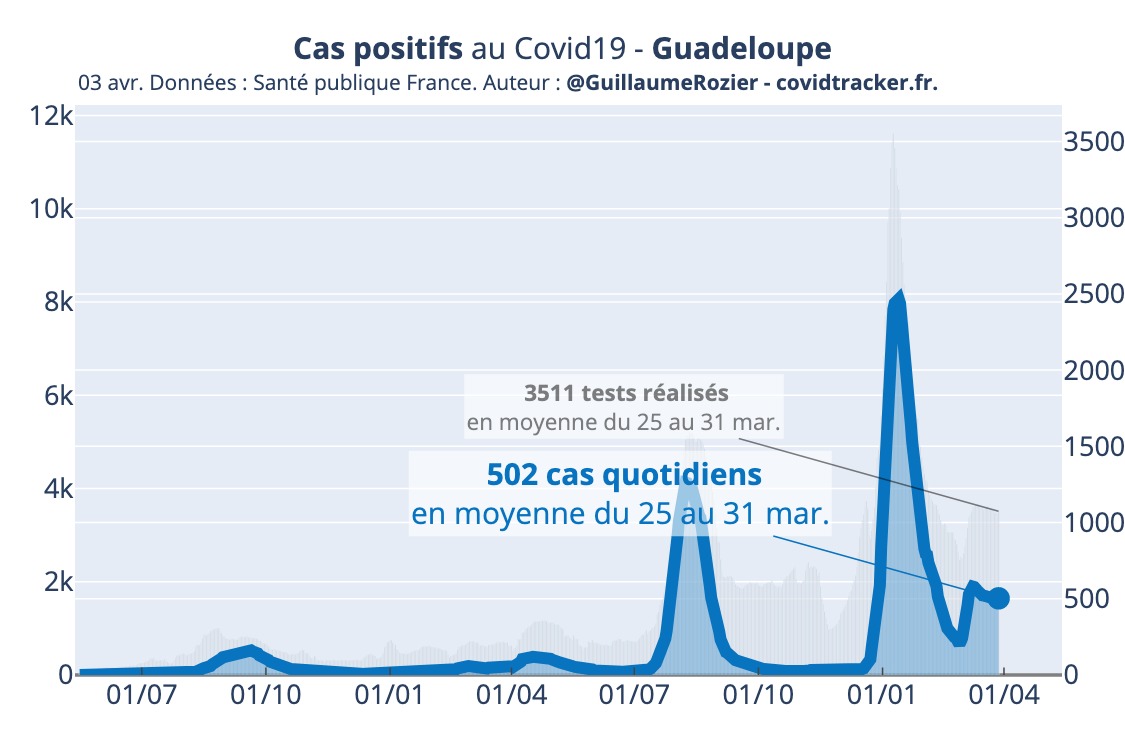 Cas positifs au Covid19 - Guadeloupe
03 avr. Données : Santé publique France. Auteur : @GuillaumeRozier - covidtracker.fr.
12k
10k
8k
6k
4k
2k
0
3500
3000
2500
2000
1500
1000
500
0
3511 tests réalisés
en moyenne du 25 au 31 mar.
502 cas quotidiens
en moyenne du 25 au 31 mar.
01/07 01/10 01/01 01/04 01/07 01/10 01/01 01/04